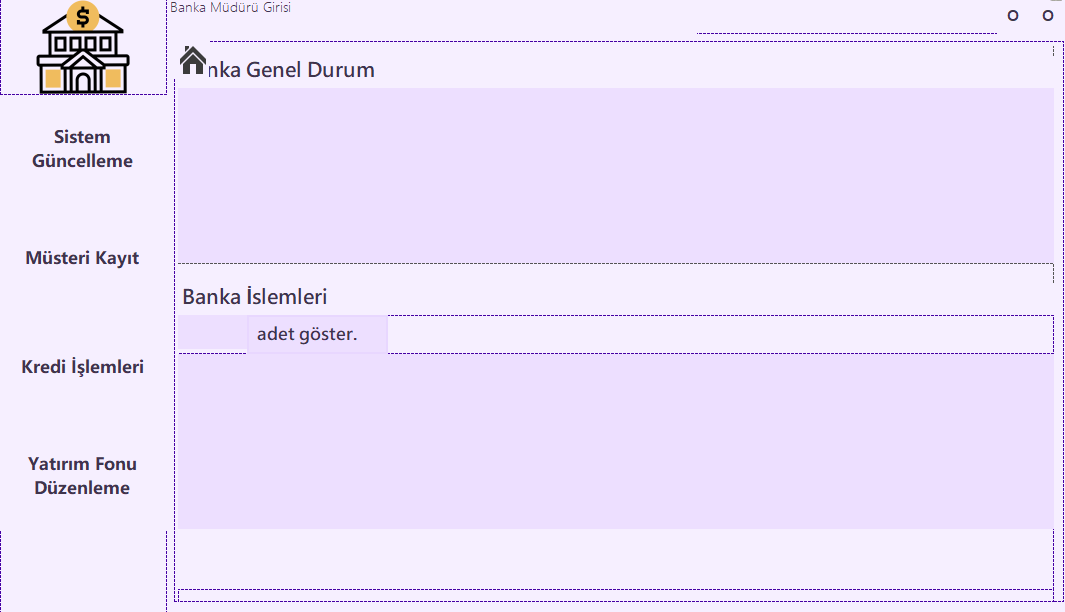 $
Banka Müdürü Girisi
O O
nka Genel Durum
Sistem
Güncelleme
Müsteri Kayıt
Banka İslemleri
adet göster.
Kredi İşlemleri
Yatırım Fonu
Düzenleme